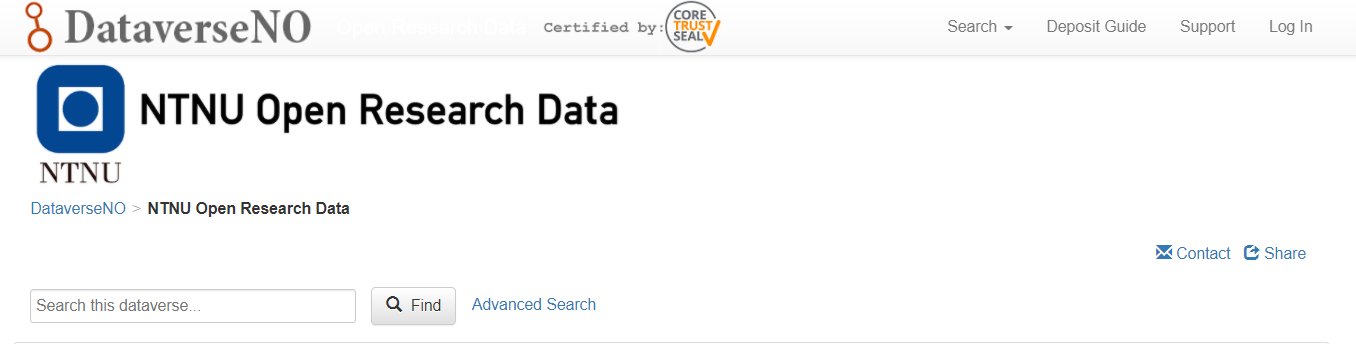 DataverseNO Open Research Data Certified by: CORE TRUST SEAL Search Deposit Guide Support Log In
NTNU Open Research Data
NTNU
DataverseNO > NTNU Open Research Data
Contact Share
Search this dataverse... Find Advanced Search